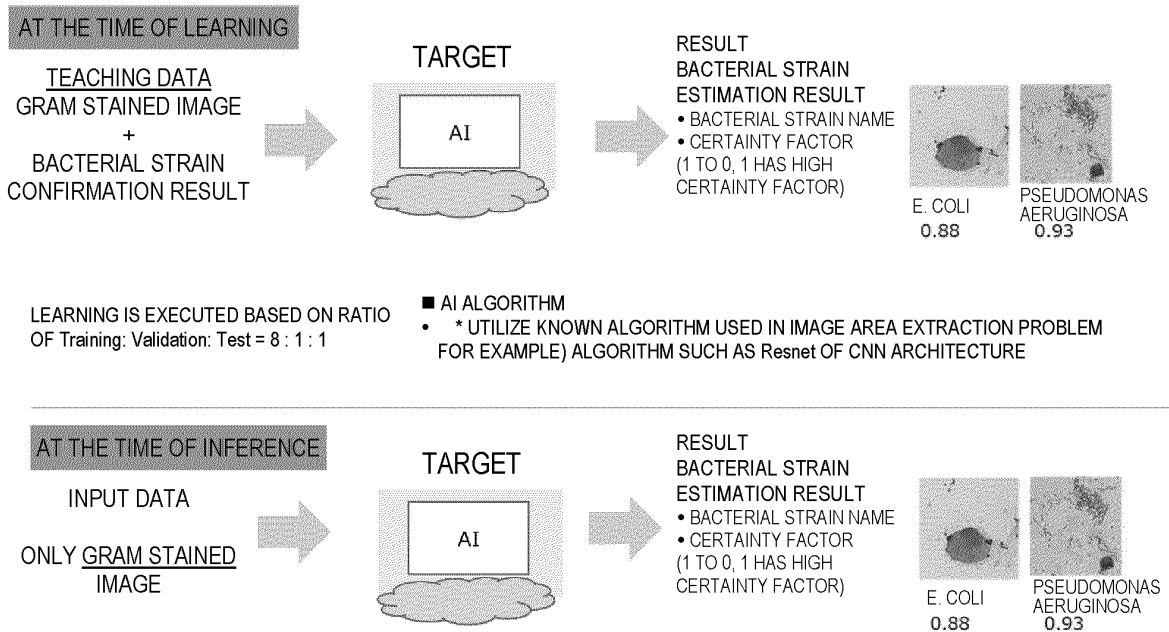 AT THE TIME OF LEARNING
TEACHING DATA
GRAM STAINED IMAGE
+
BACTERIAL STRAIN
CONFIRMATION RESULT
TARGET
AI
RESULT
BACTERIAL STRAIN
ESTIMATION RESULT
• BACTERIAL STRAIN NAME
• CERTAINTY FACTOR
(1 TO 0, 1 HAS HIGH
CERTAINTY FACTOR)
E. COLI
0.88
PSEUDOMONAS
AERUGINOSA
0.93
LEARNING IS EXECUTED BASED ON RATIO
OF Training: Validation: Test = 8 : 1 : 1
■ AI ALGORITHM
• * UTILIZE KNOWN ALGORITHM USED IN IMAGE AREA EXTRACTION PROBLEM
FOR EXAMPLE) ALGORITHM SUCH AS Resnet OF CNN ARCHITECTURE
AT THE TIME OF INFERENCE
INPUT DATA
ONLY GRAM STAINED
IMAGE
TARGET
AI
RESULT
BACTERIAL STRAIN
ESTIMATION RESULT
• BACTERIAL STRAIN NAME
• CERTAINTY FACTOR
(1 TO 0, 1 HAS HIGH
CERTAINTY FACTOR)
E. COLI
0.88
PSEUDOMONAS
AERUGINOSA
0.93